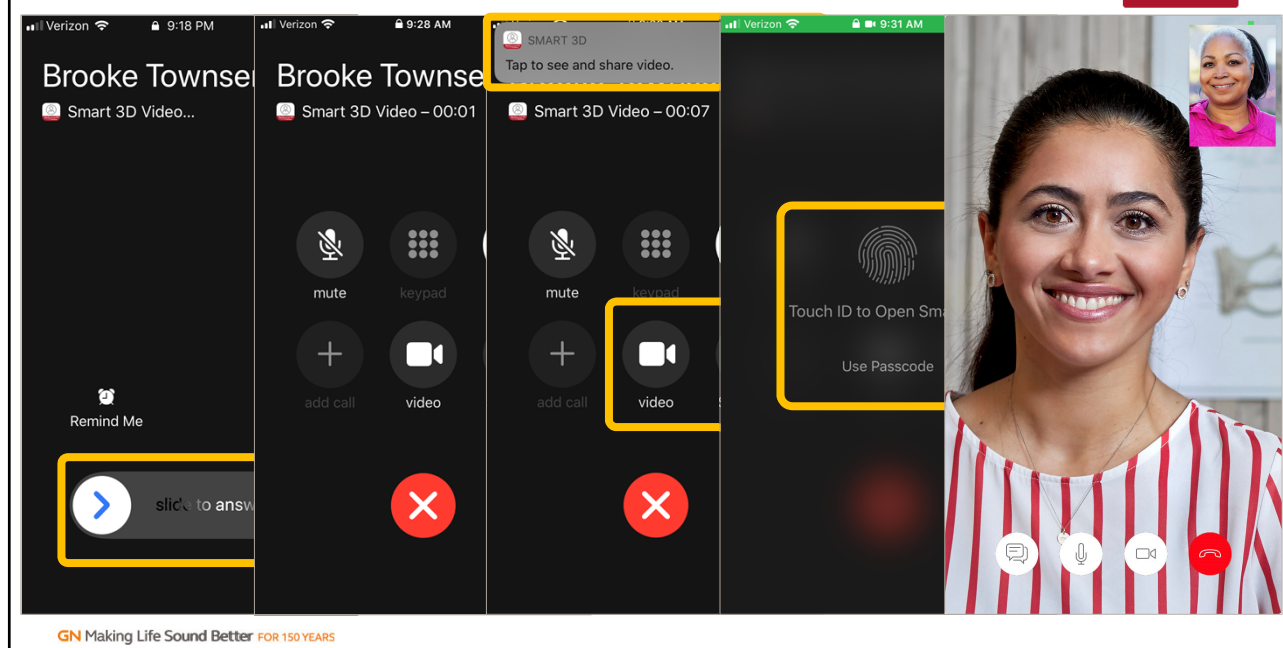 Verizon 9:18 PM
Brooke Townse
Smart 3D Video...
Remind Me
slide to answ
Verizon 9:28 AM
Brooke Townse
Smart 3D Video – 00:01
mute
keypad
add call
video
SMART 3D
Tap to see and share video.
Smart 3D Video – 00:07
mute
keypad
add call
video
Verizon 9:31 AM
Touch ID to Open Sm
Use Passcode
GN Making Life Sound Better FOR 150 YEARS